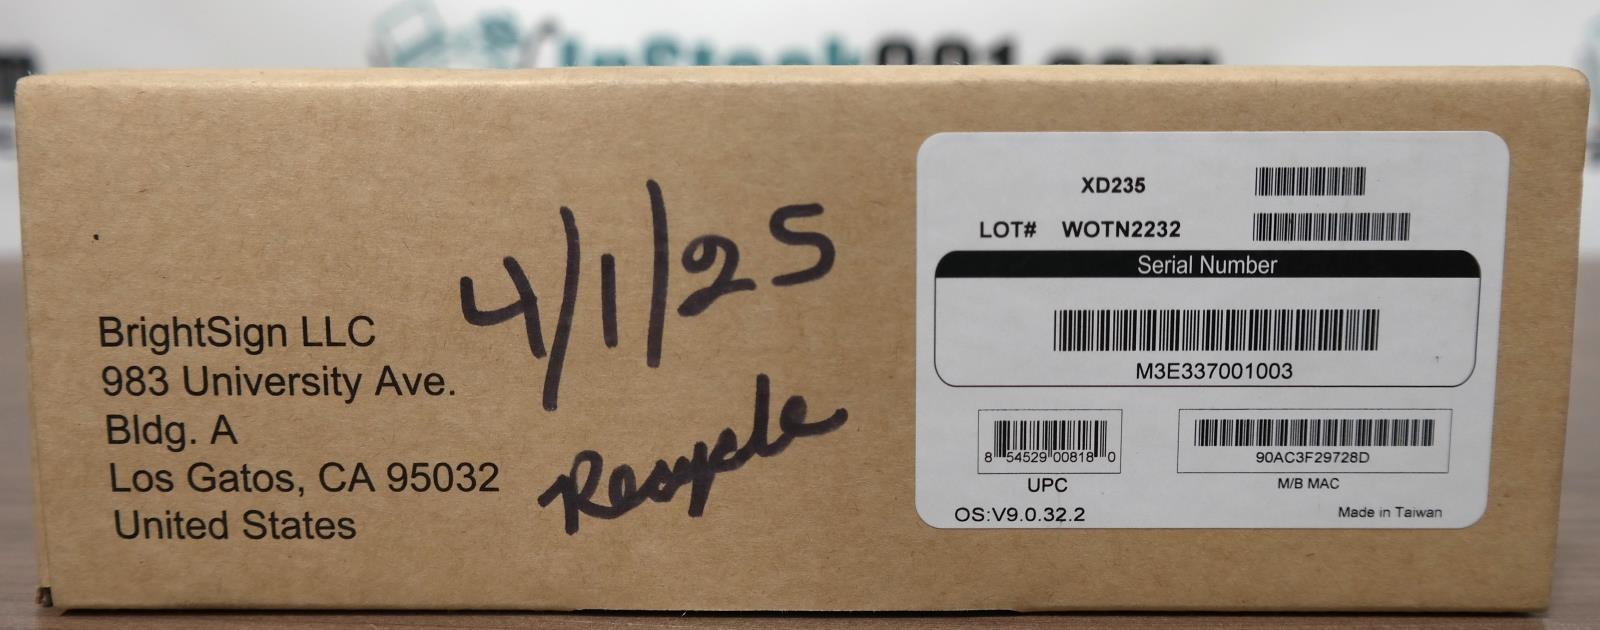 BrightSign LLC
983 University Ave.
Bldg. A
Los Gatos, CA 95032
United States
4/1/25
Recycle
XD235
LOT# WOTN2232
Serial Number
M3E337001003
8 54529 00818 0
UPC
90AC3F29728D
M/B MAC
OS:V9.0.32.2
Made in Taiwan